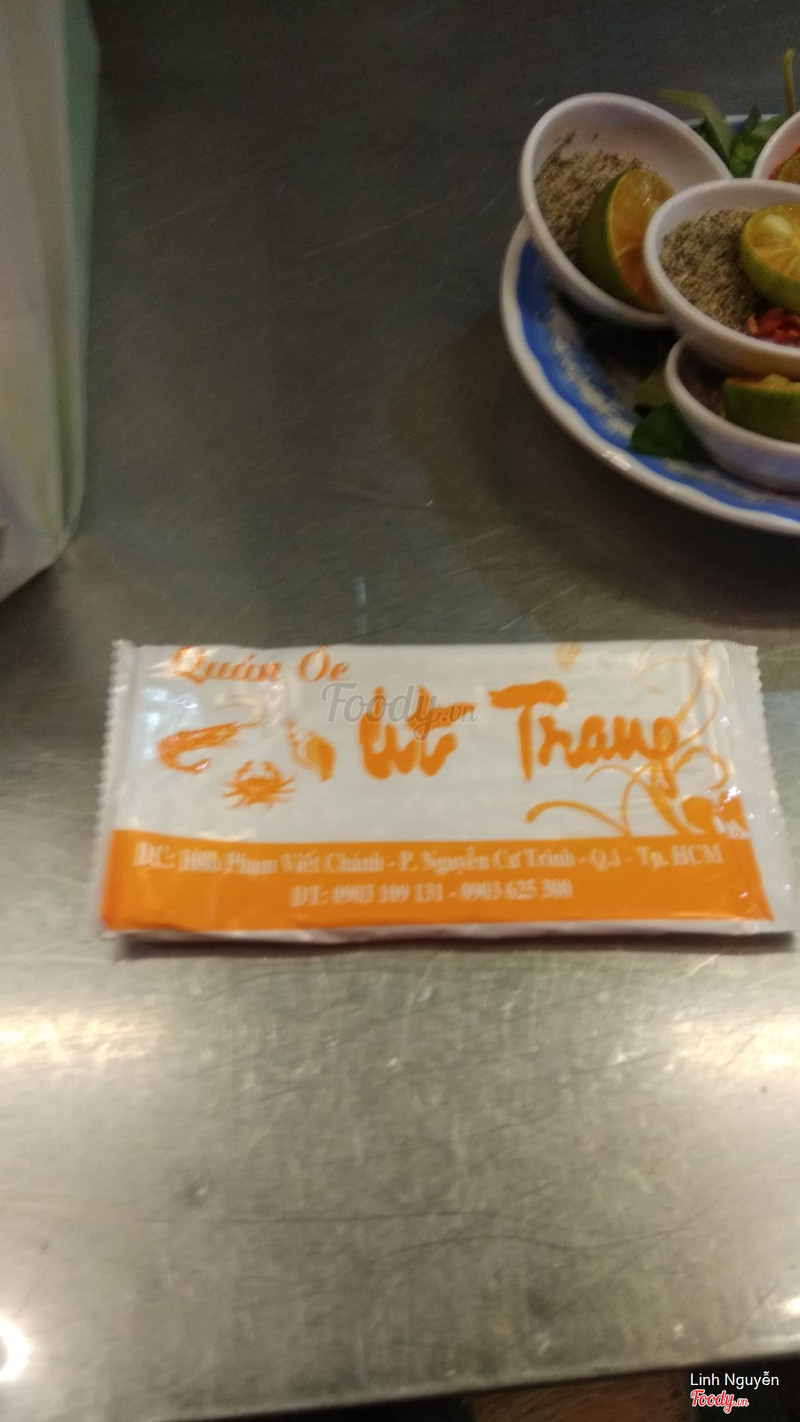 Quán Ốc
Út Trang
Foody.vn
ĐC: 108b Phạm Viết Chánh - P. Nguyễn Cư Trinh - Q.1 - Tp. HCM
ĐT: 0903 109 131 - 0903 625 300
Linh Nguyễn
Foody.vn